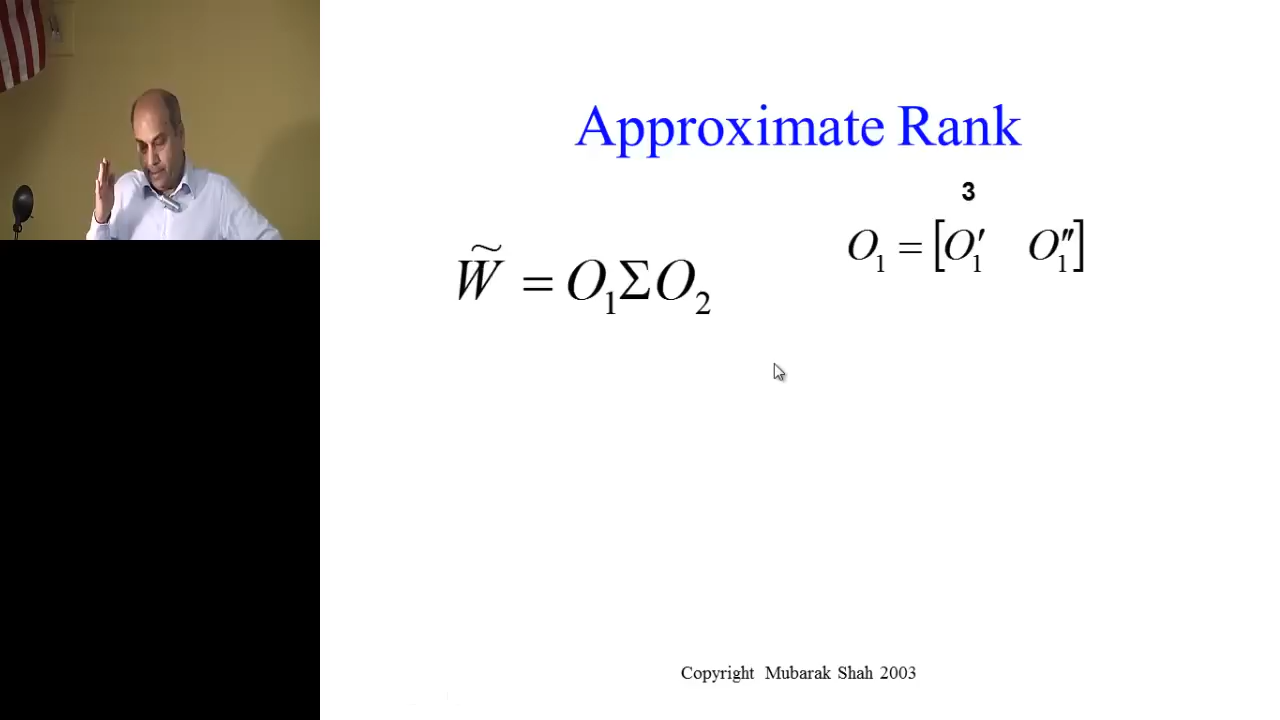 Approximate Rank
3
O₁ = [O₁′ O₁″]
W̃ = O₁ΣO₂
Copyright Mubarak Shah 2003